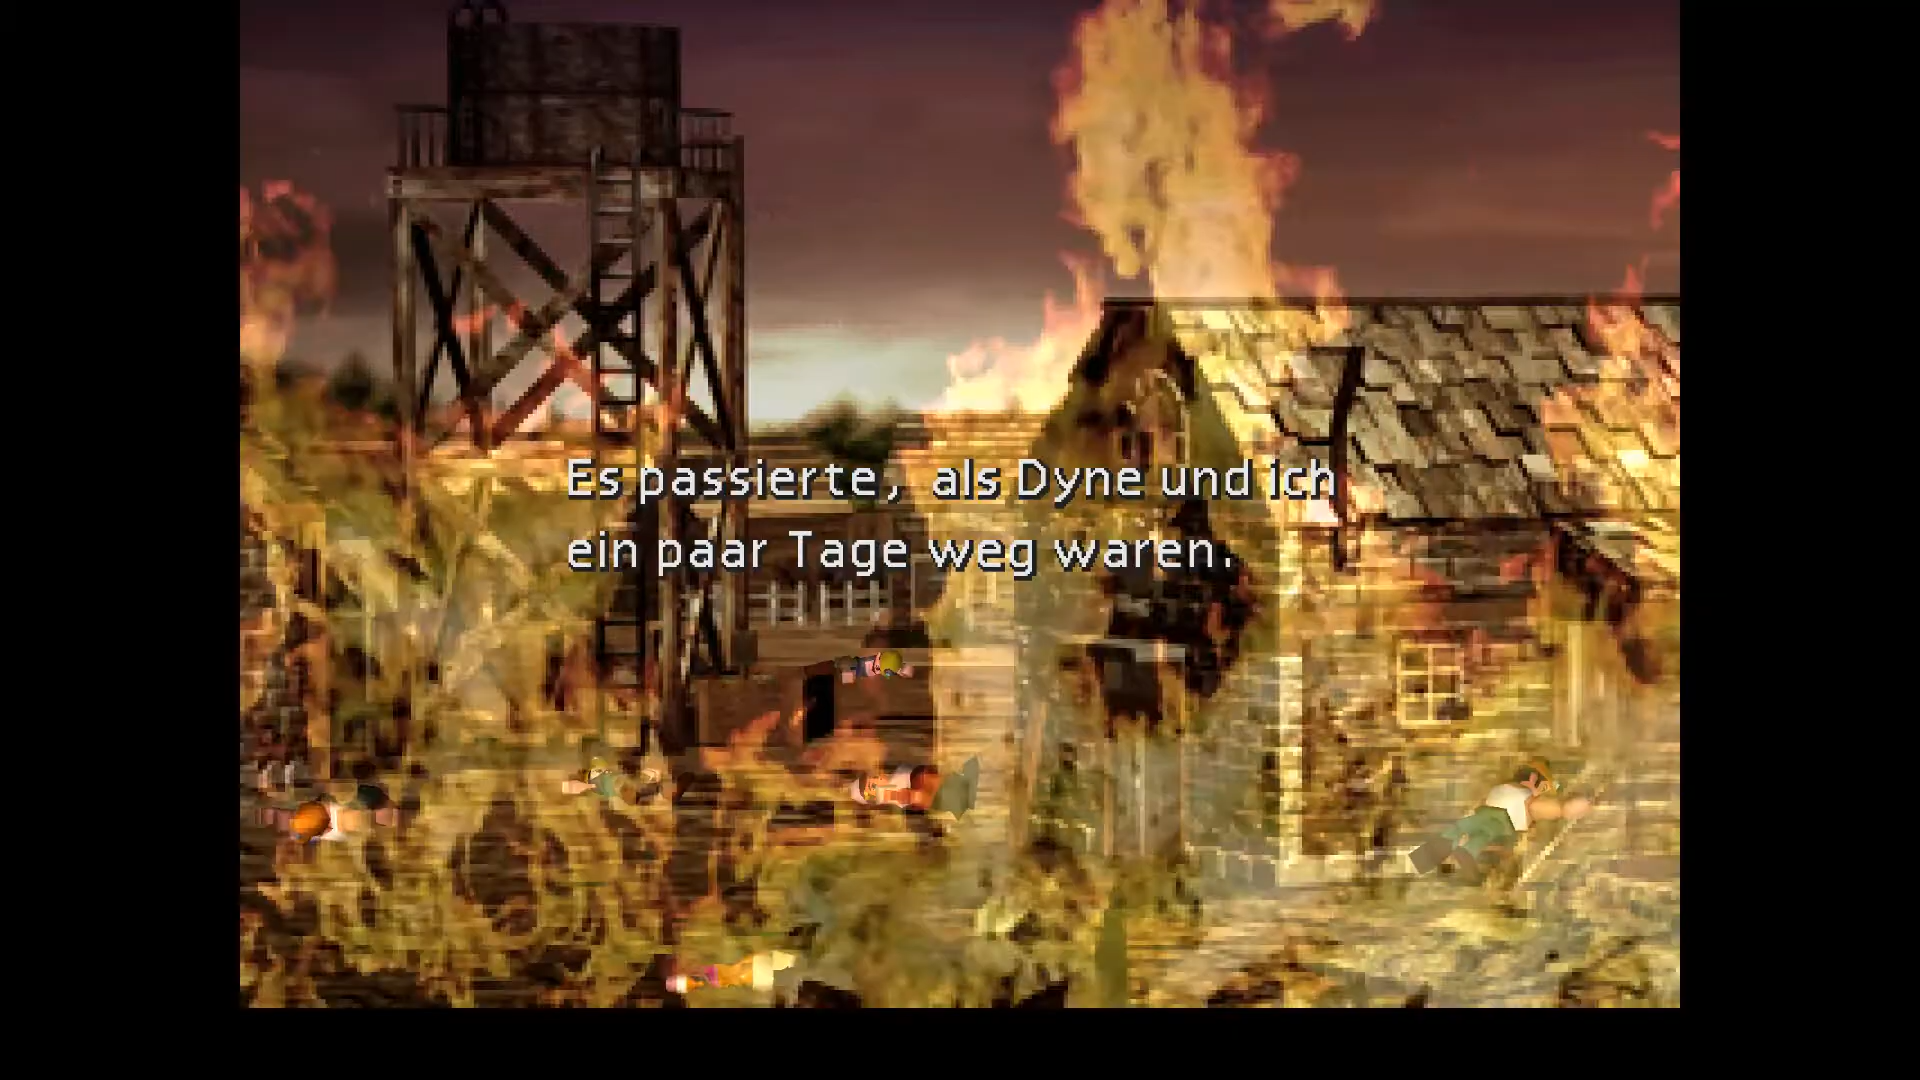 Es passierte, als Dyne und ich
ein paar Tage weg waren.